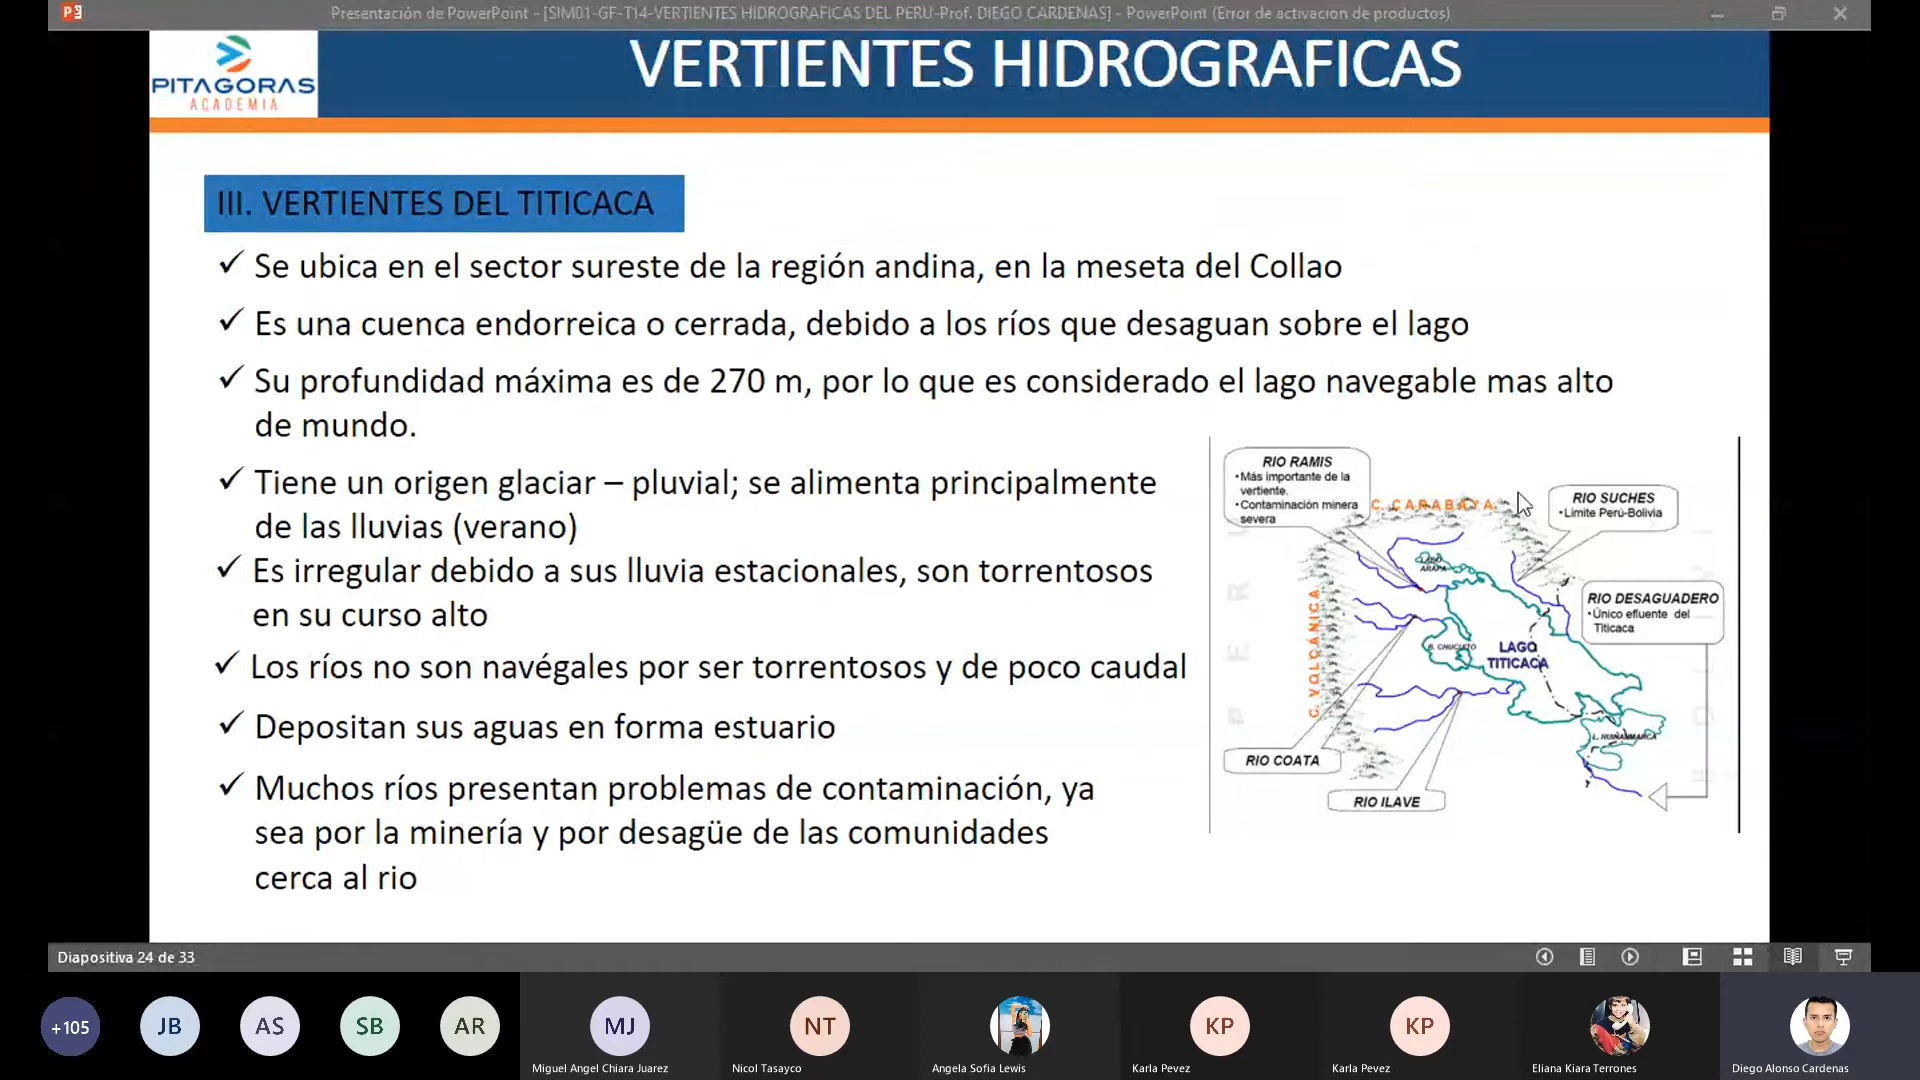 Presentación de PowerPoint - [SIM01-GF-T14-VERTIENTES HIDROGRAFICAS DEL PERU-Prof. DIEGO CARDENAS] - PowerPoint (Error de activación de productos)
PITAGORAS
ACADEMIA
VERTIENTES HIDROGRAFICAS
III. VERTIENTES DEL TITICACA
✓ Se ubica en el sector sureste de la región andina, en la meseta del Collao
✓ Es una cuenca endorreica o cerrada, debido a los ríos que desaguan sobre el lago
✓ Su profundidad máxima es de 270 m, por lo que es considerado el lago navegable mas alto
de mundo.
✓ Tiene un origen glaciar – pluvial; se alimenta principalmente
de las lluvias (verano)
✓ Es irregular debido a sus lluvia estacionales, son torrentosos
en su curso alto
✓ Los ríos no son navégales por ser torrentosos y de poco caudal
✓ Depositan sus aguas en forma estuario
✓ Muchos ríos presentan problemas de contaminación, ya
sea por la minería y por desagüe de las comunidades
cerca al rio
RIO RAMIS
•Más importante de la
vertiente.
•Contaminación minera
severa
C. CARABAYA
RIO SUCHES
•Limite Perú-Bolivia
LAGO
ARAPA
RIO DESAGUADERO
•Único efluente del
Titicaca
C. VOLCÁNICA
P E R
B. CHUCUITO
LAGO
TITICACA
L. HUIÑAMARCA
RIO COATA
RIO ILAVE
Diapositiva 24 de 33
+105
JB
AS
SB
AR
MJ
NT
KP
KP
Miguel Angel Chiara Juarez
Nicol Tasayco
Angela Sofia Lewis
Karla Pevez
Karla Pevez
Eliana Kiara Terrones
Diego Alonso Cardenas